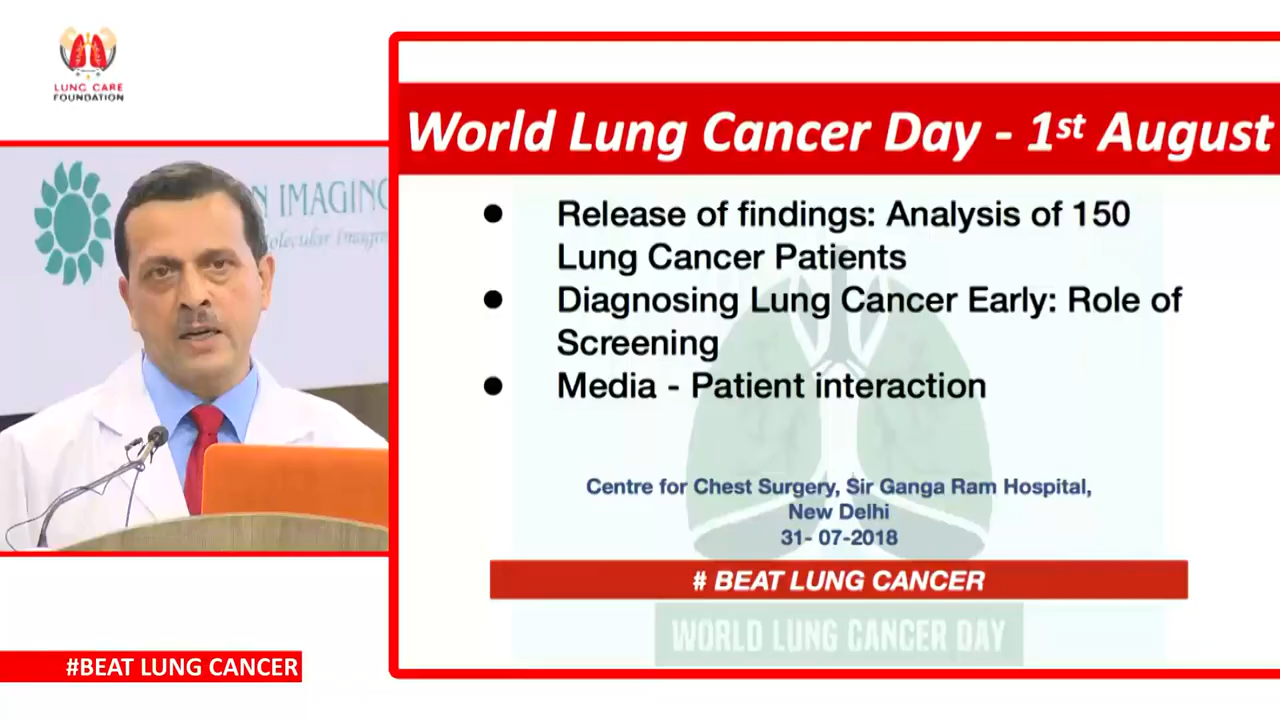 LUNG CARE
FOUNDATION
World Lung Cancer Day - 1st August
N IMAGING
olecular Imag
● Release of findings: Analysis of 150
Lung Cancer Patients
● Diagnosing Lung Cancer Early: Role of
Screening
● Media - Patient interaction
Centre for Chest Surgery, Sir Ganga Ram Hospital,
New Delhi
31- 07-2018
# BEAT LUNG CANCER
WORLD LUNG CANCER DAY
#BEAT LUNG CANCER